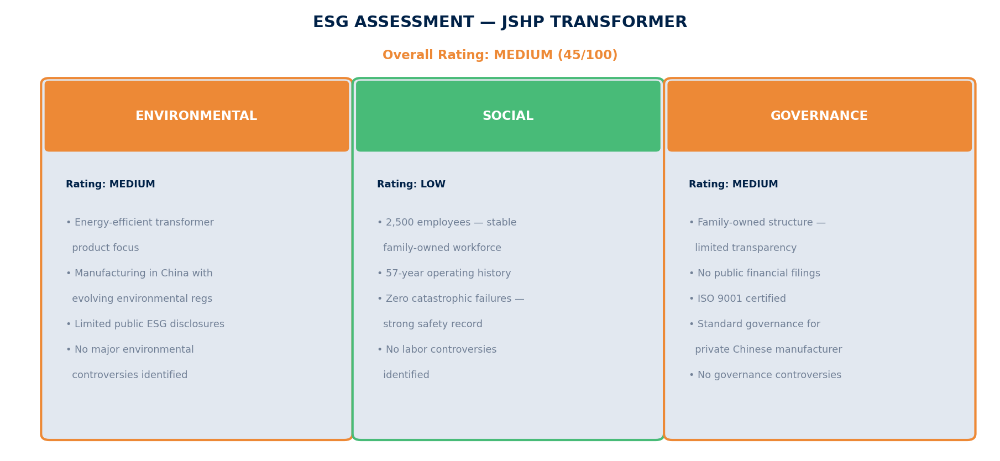 ESG ASSESSMENT — JSHP TRANSFORMER
Overall Rating: MEDIUM (45/100)
ENVIRONMENTAL
Rating: MEDIUM
• Energy-efficient transformer
product focus
• Manufacturing in China with
evolving environmental regs
• Limited public ESG disclosures
• No major environmental
controversies identified
SOCIAL
Rating: LOW
• 2,500 employees — stable
family-owned workforce
• 57-year operating history
• Zero catastrophic failures —
strong safety record
• No labor controversies
identified
GOVERNANCE
Rating: MEDIUM
• Family-owned structure —
limited transparency
• No public financial filings
• ISO 9001 certified
• Standard governance for
private Chinese manufacturer
• No governance controversies